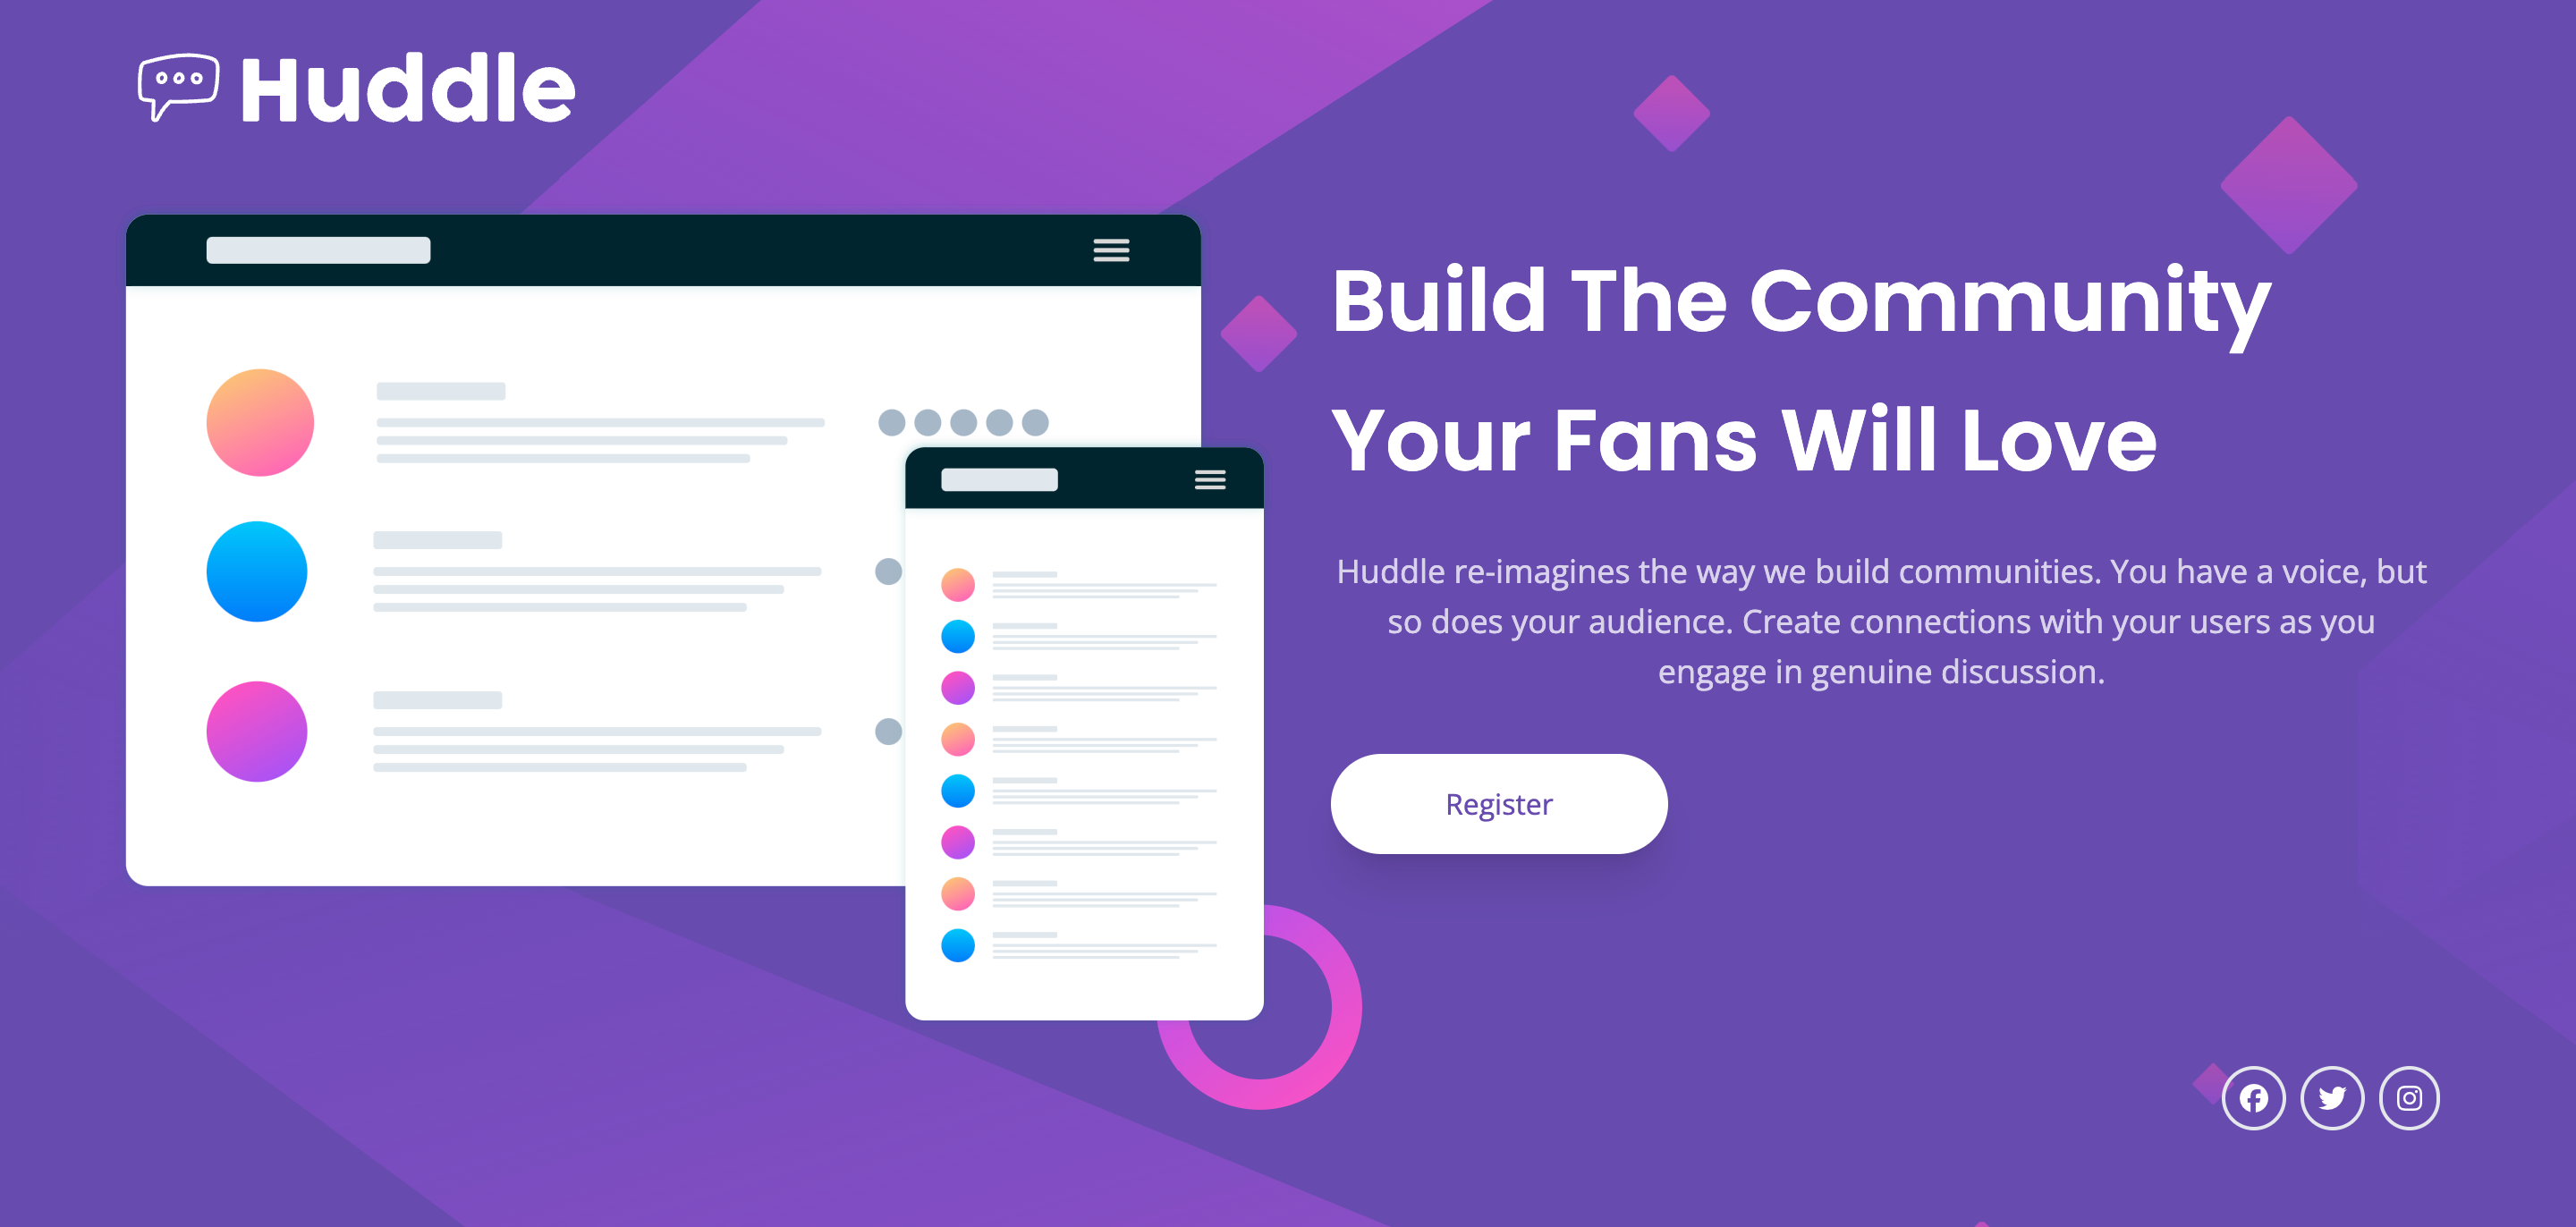 Huddle
Build The Community
Your Fans Will Love
Huddle re-imagines the way we build communities. You have a voice, but
so does your audience. Create connections with your users as you
engage in genuine discussion.
Register